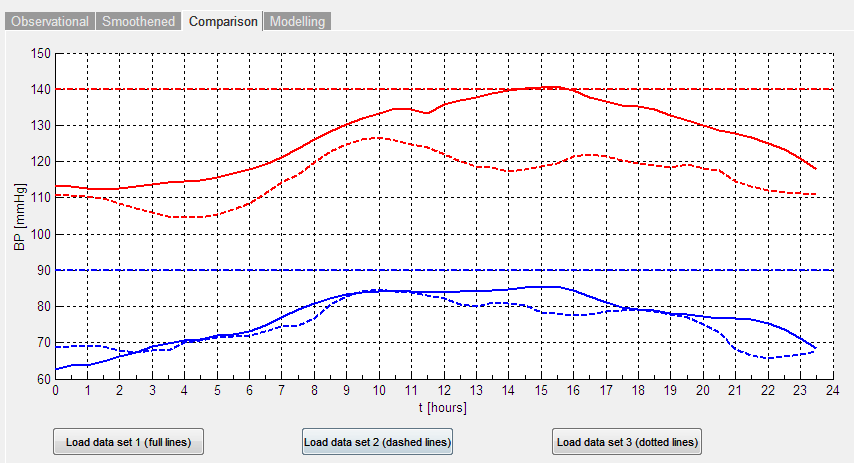 Observational Smoothened Comparison Modelling
150
140
130
120
110
100
90
80
70
60
BP [mmHg]
0 1 2 3 4 5 6 7 8 9 10 11 12 13 14 15 16 17 18 19 20 21 22 23 24
t [hours]
Load data set 1 (full lines) Load data set 2 (dashed lines) Load data set 3 (dotted lines)